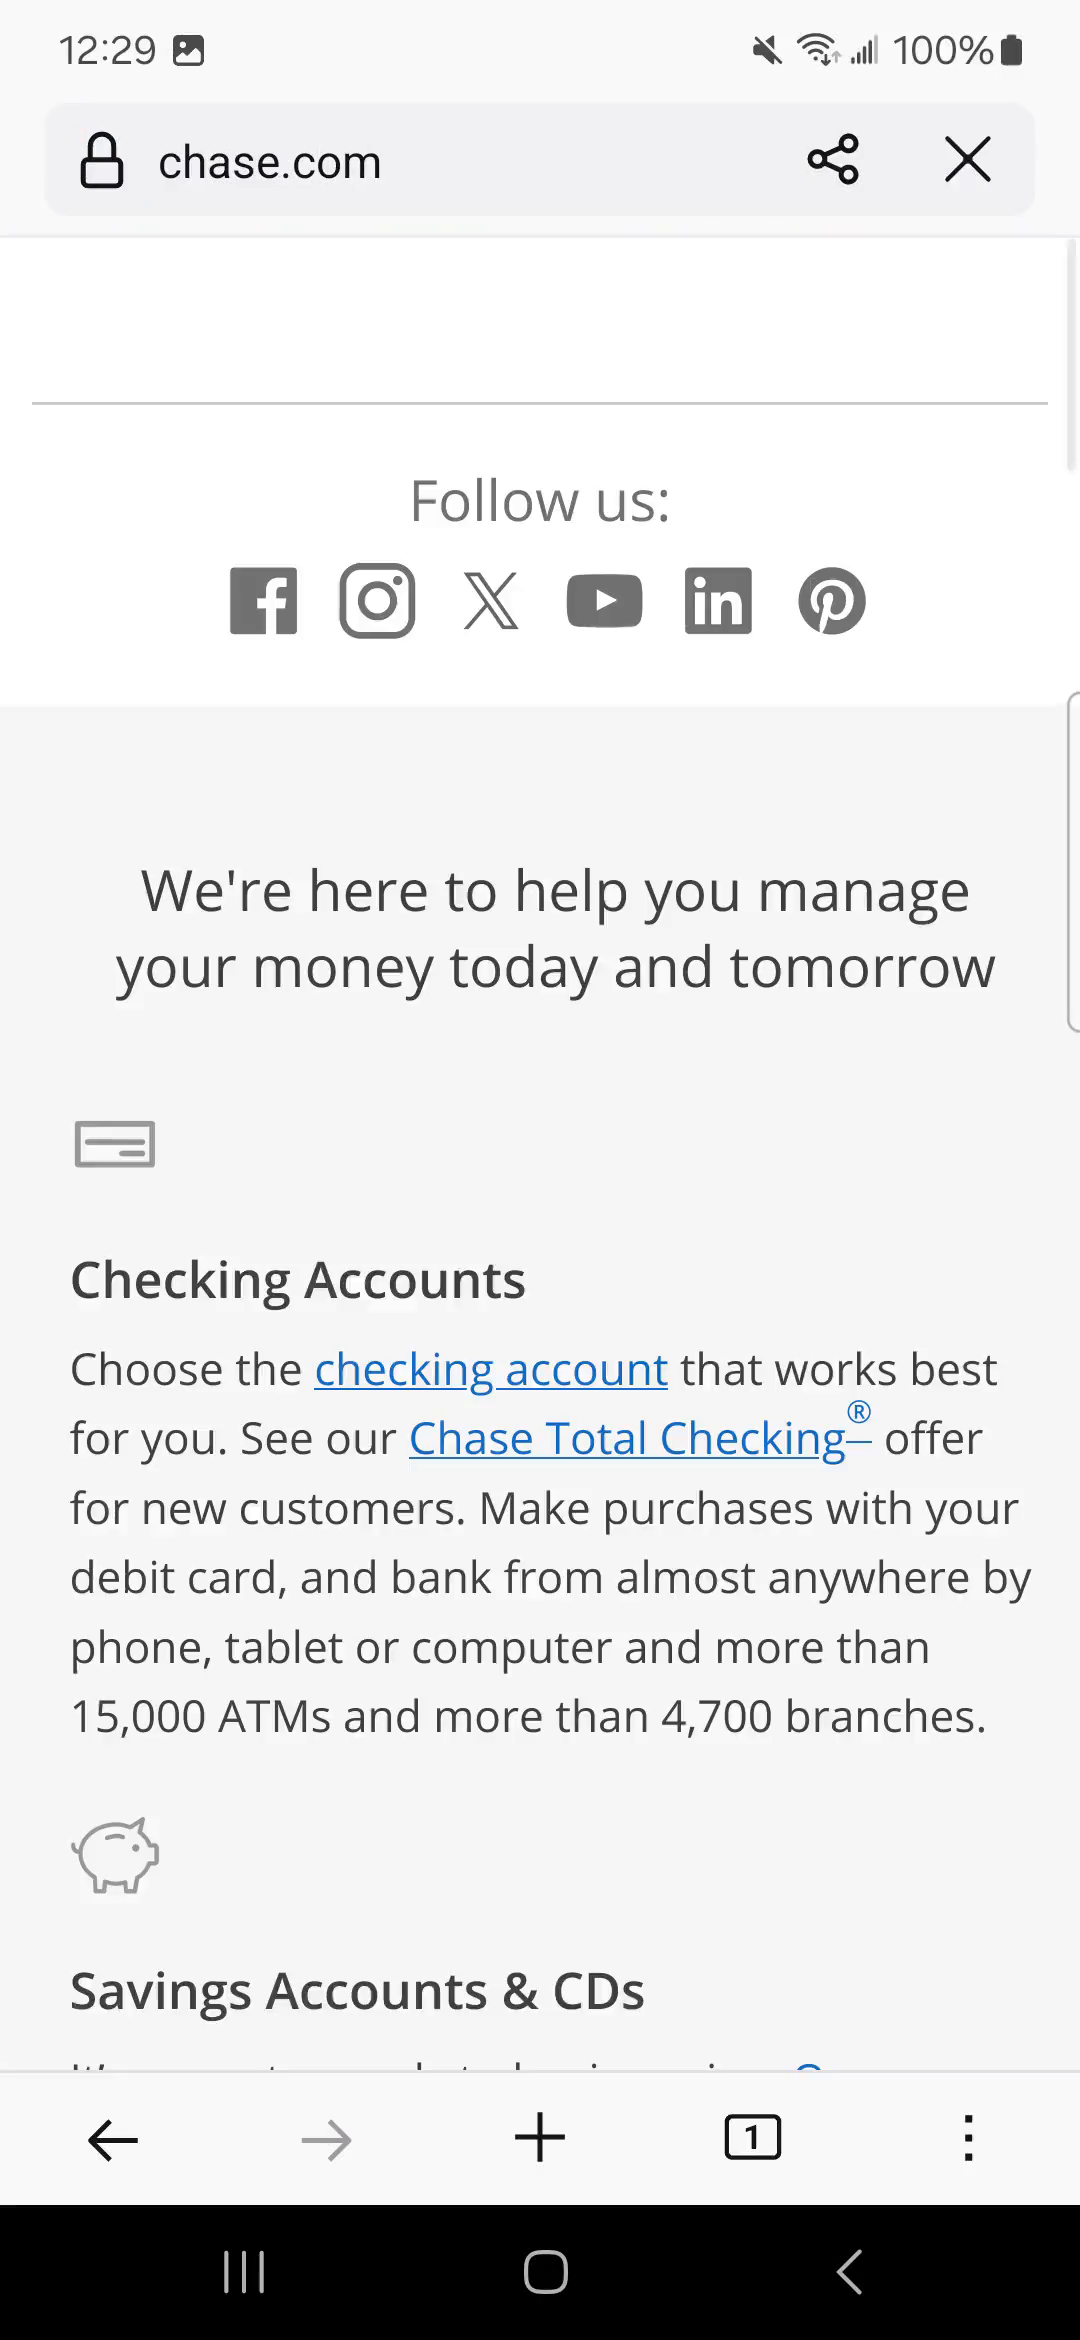 12:29 100%
chase.com
Follow us:
We're here to help you manage
your money today and tomorrow
Checking Accounts
Choose the checking account that works best
for you. See our Chase Total Checking® offer
for new customers. Make purchases with your
debit card, and bank from almost anywhere by
phone, tablet or computer and more than
15,000 ATMs and more than 4,700 branches.
Savings Accounts & CDs
1